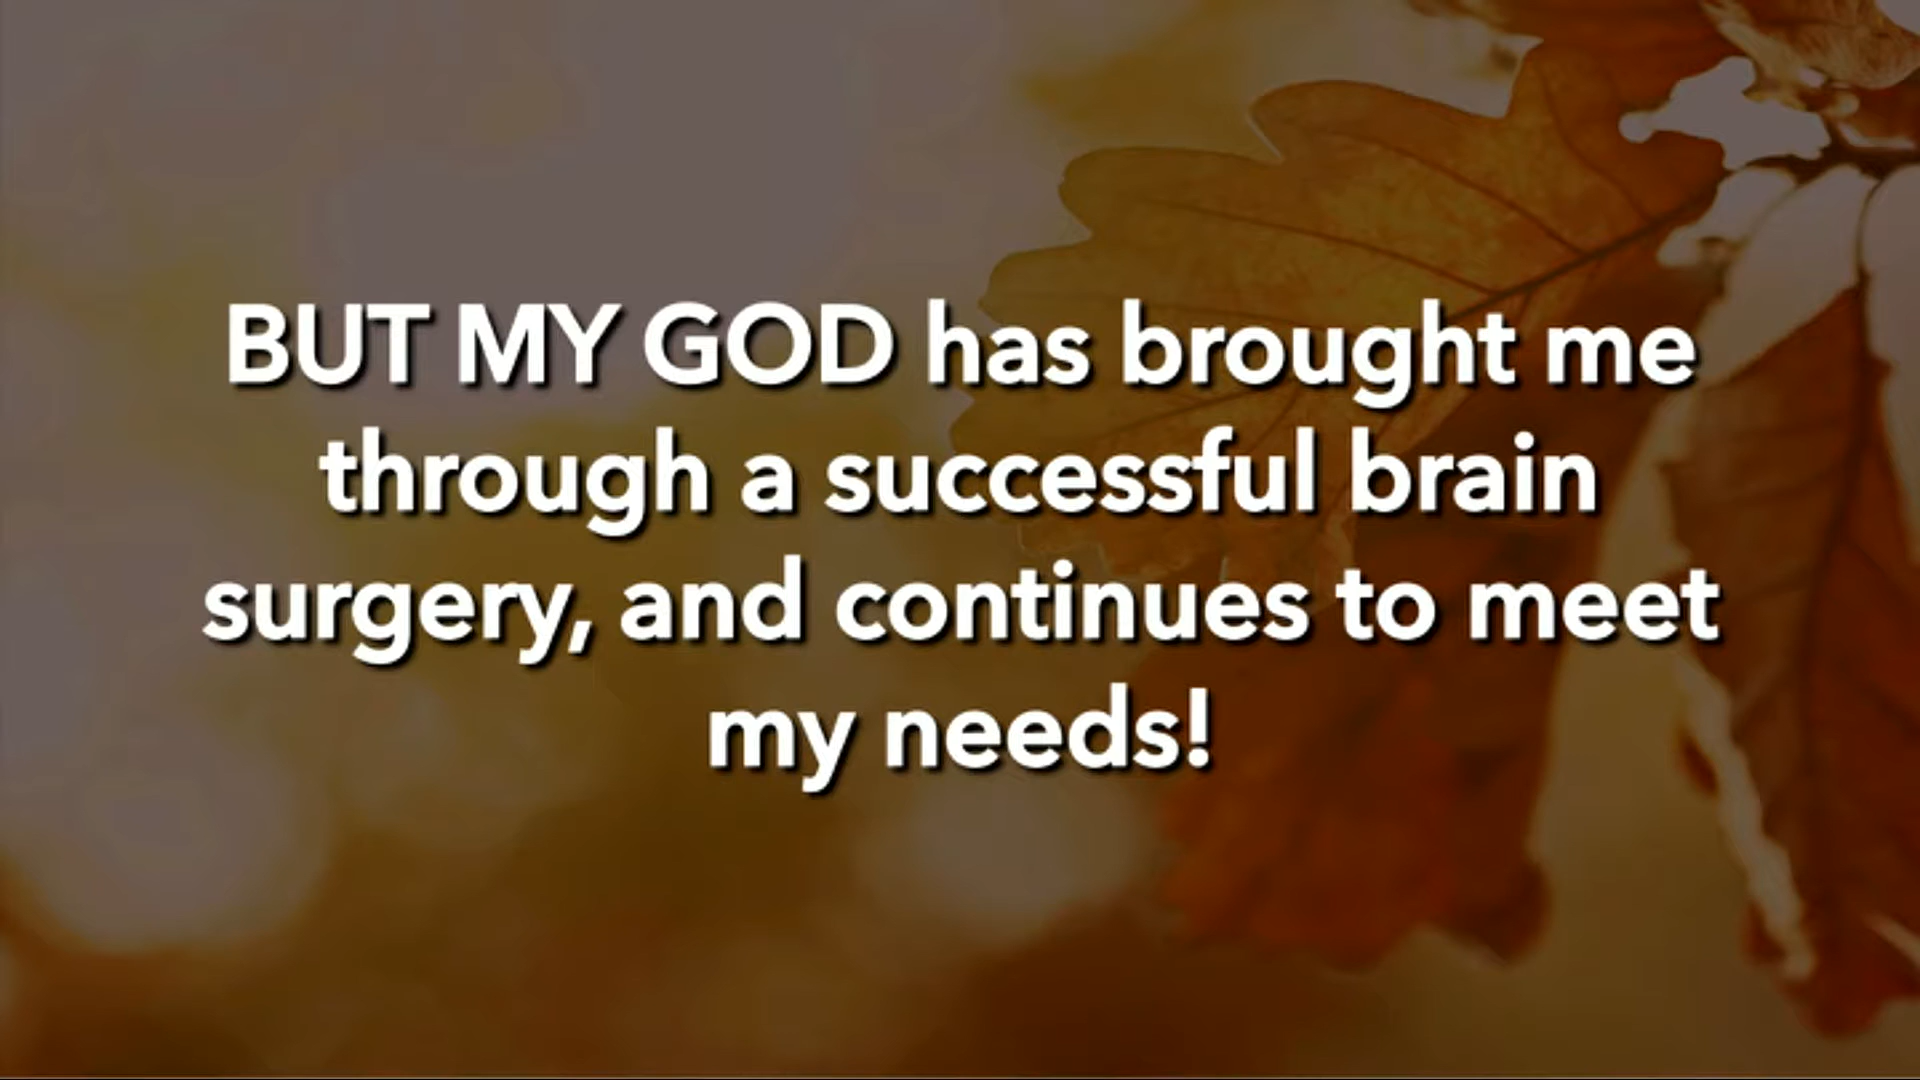 BUT MY GOD has brought me
through a successful brain
surgery, and continues to meet
my needs!